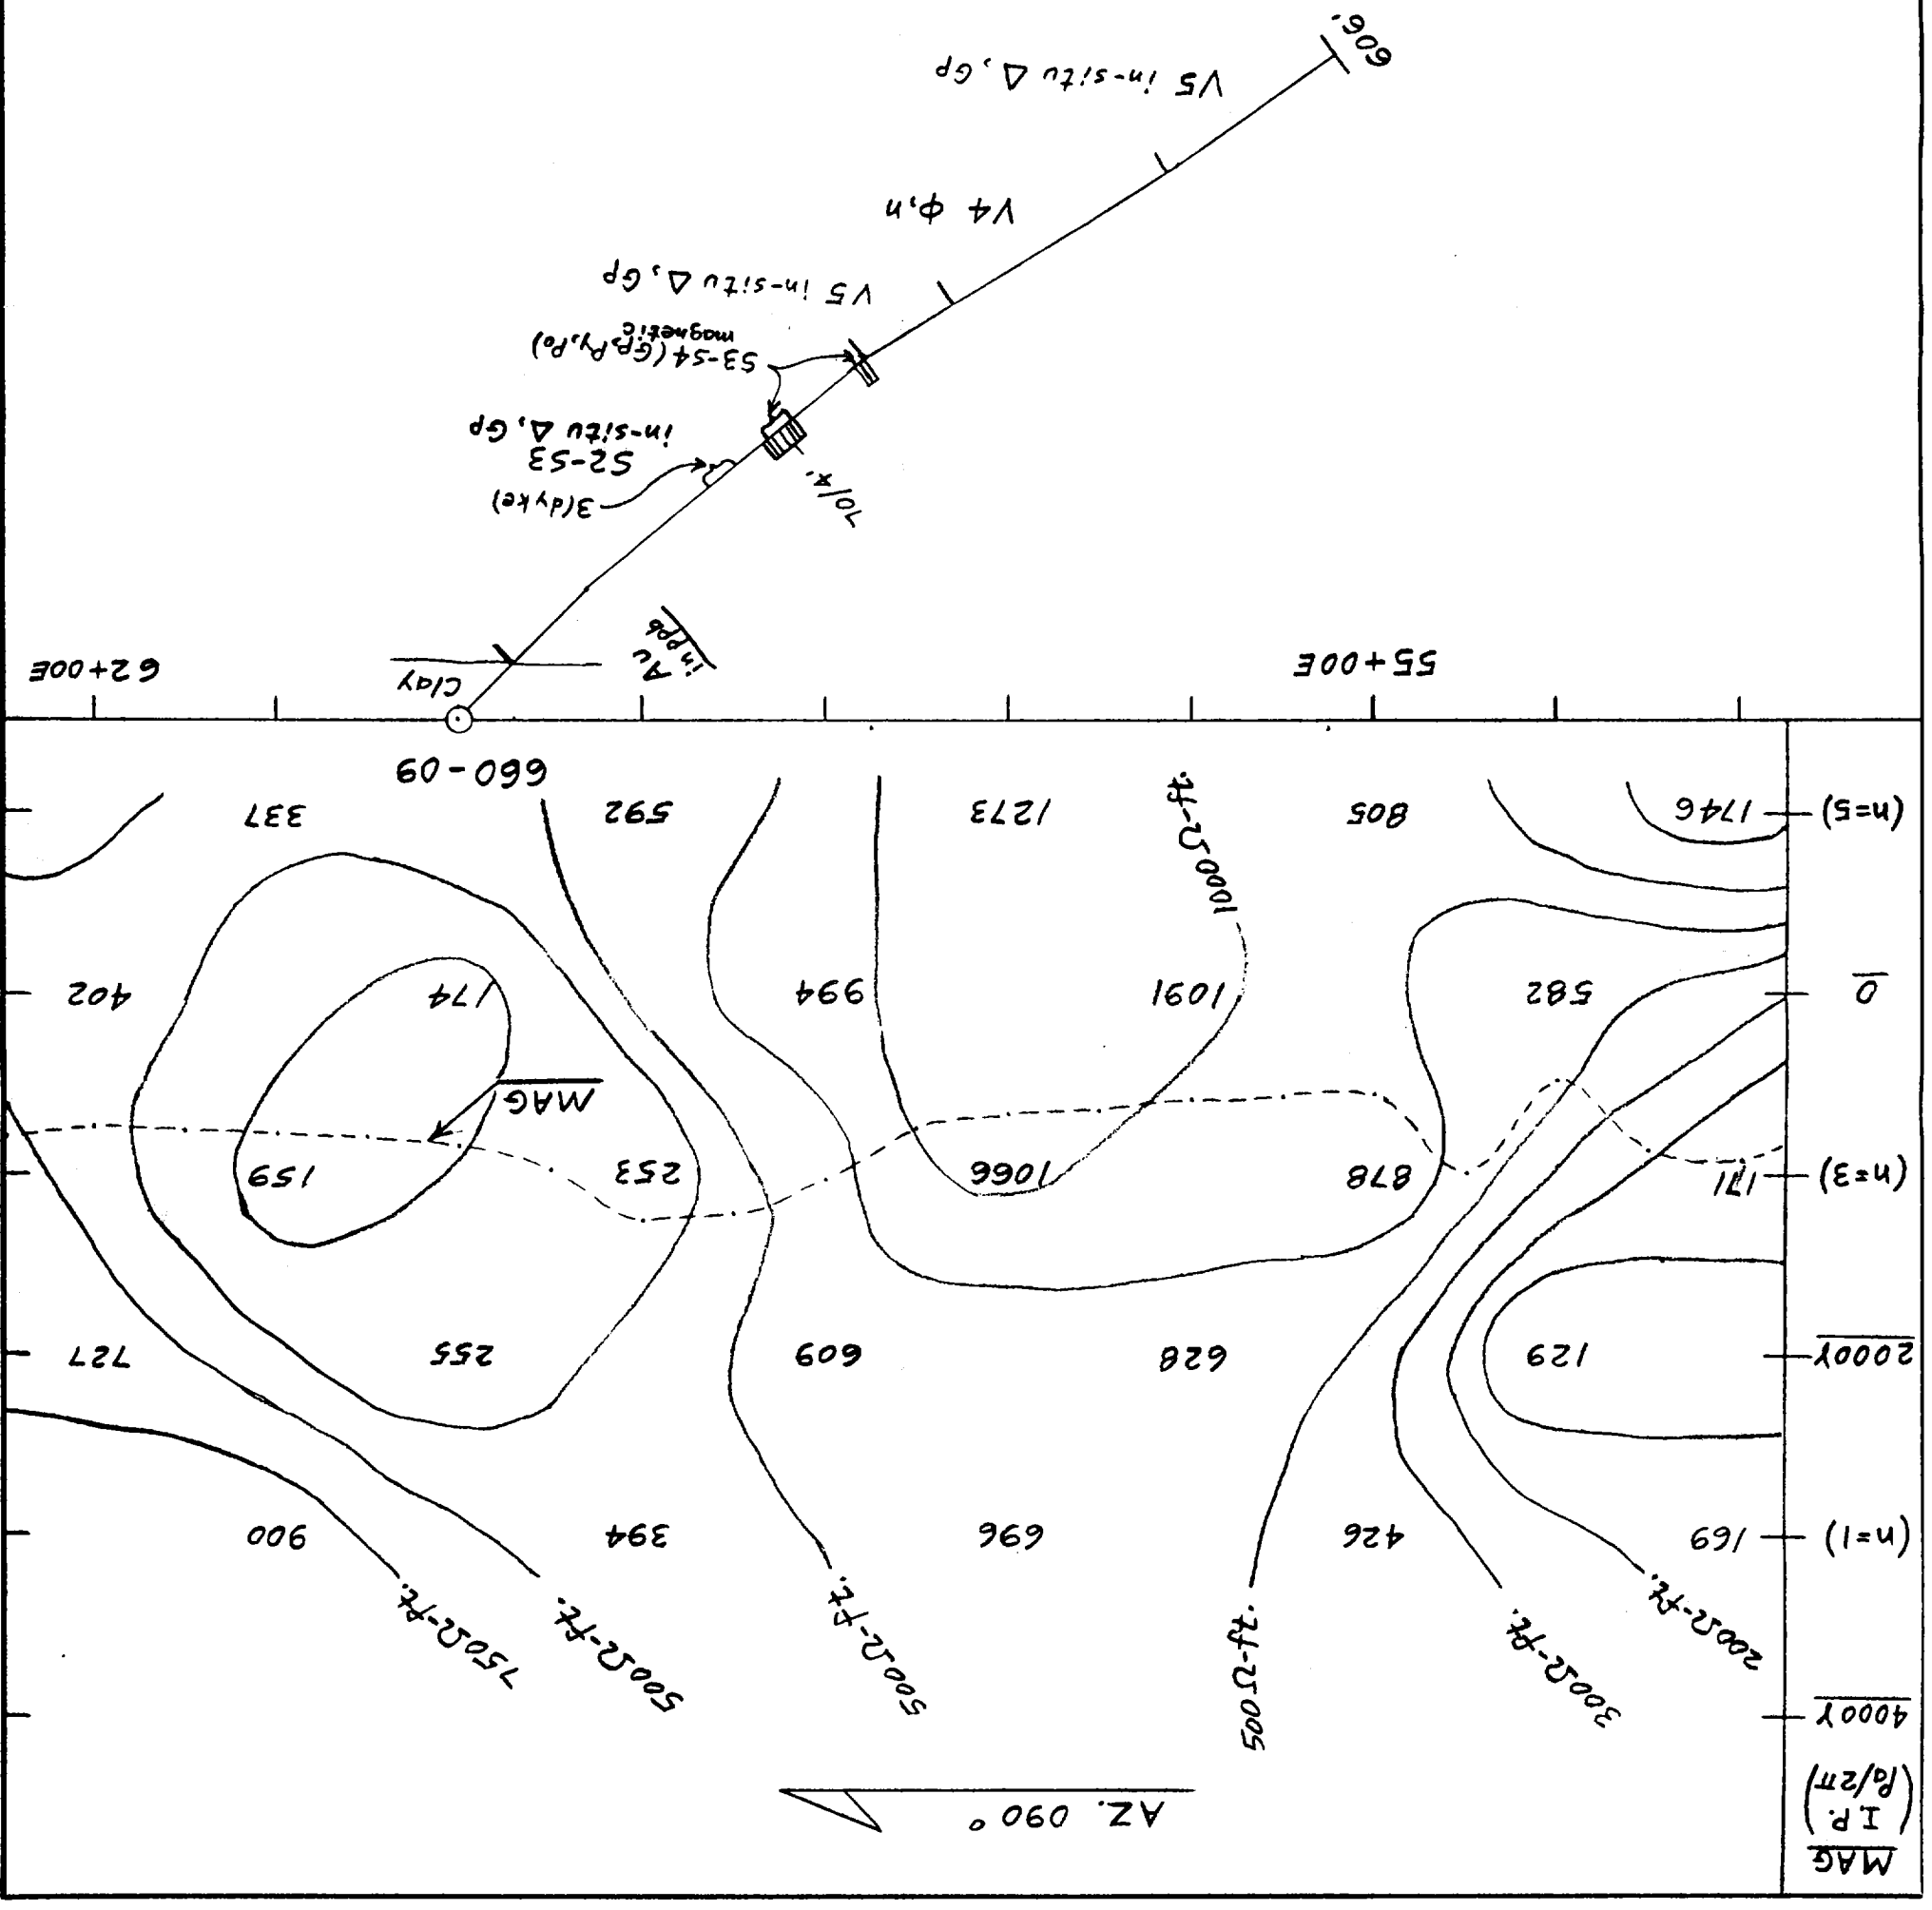 MAG
( I.P. )
( ρa/2π )
AZ. 090°
4000γ
200Ω-ft.
300Ω-ft.
500Ω-ft.
500Ω-ft.
500Ω-ft.
750Ω-ft.
(n=1)
169
426
696
394
900
2000γ
129
628
609
255
727
(n=3)
171
878
1066
253
159
MAG
0
582
1091
994
174
402
1000Ω-ft.
(n=5)
1746
805
1273
592
337
660-09
55+00E
Clay
62+00E
Au
in ppb
3(dyke)
S2-S3
in-situ Δ, Gp
S3-S4 (Gp, Py, Po)
magnetic
V5 in-situ Δ, Gp
V4 φ,n
V5 in-situ Δ, Gp